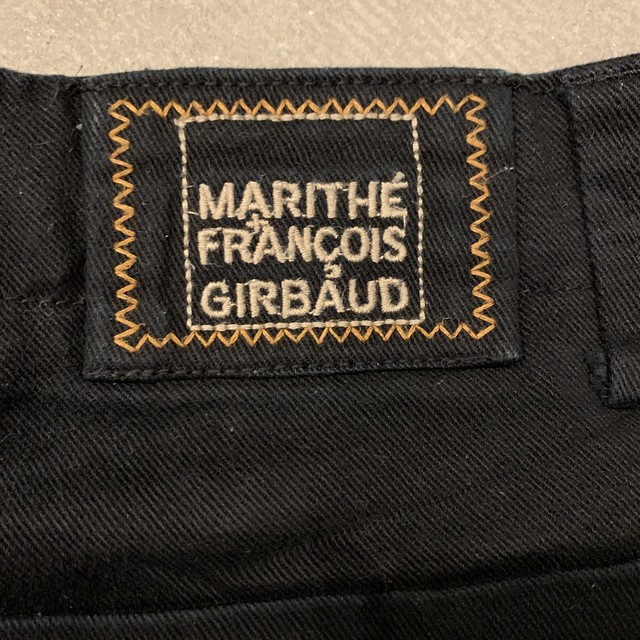 MARITHÉ
+
FRANÇOIS
GIRBAUD